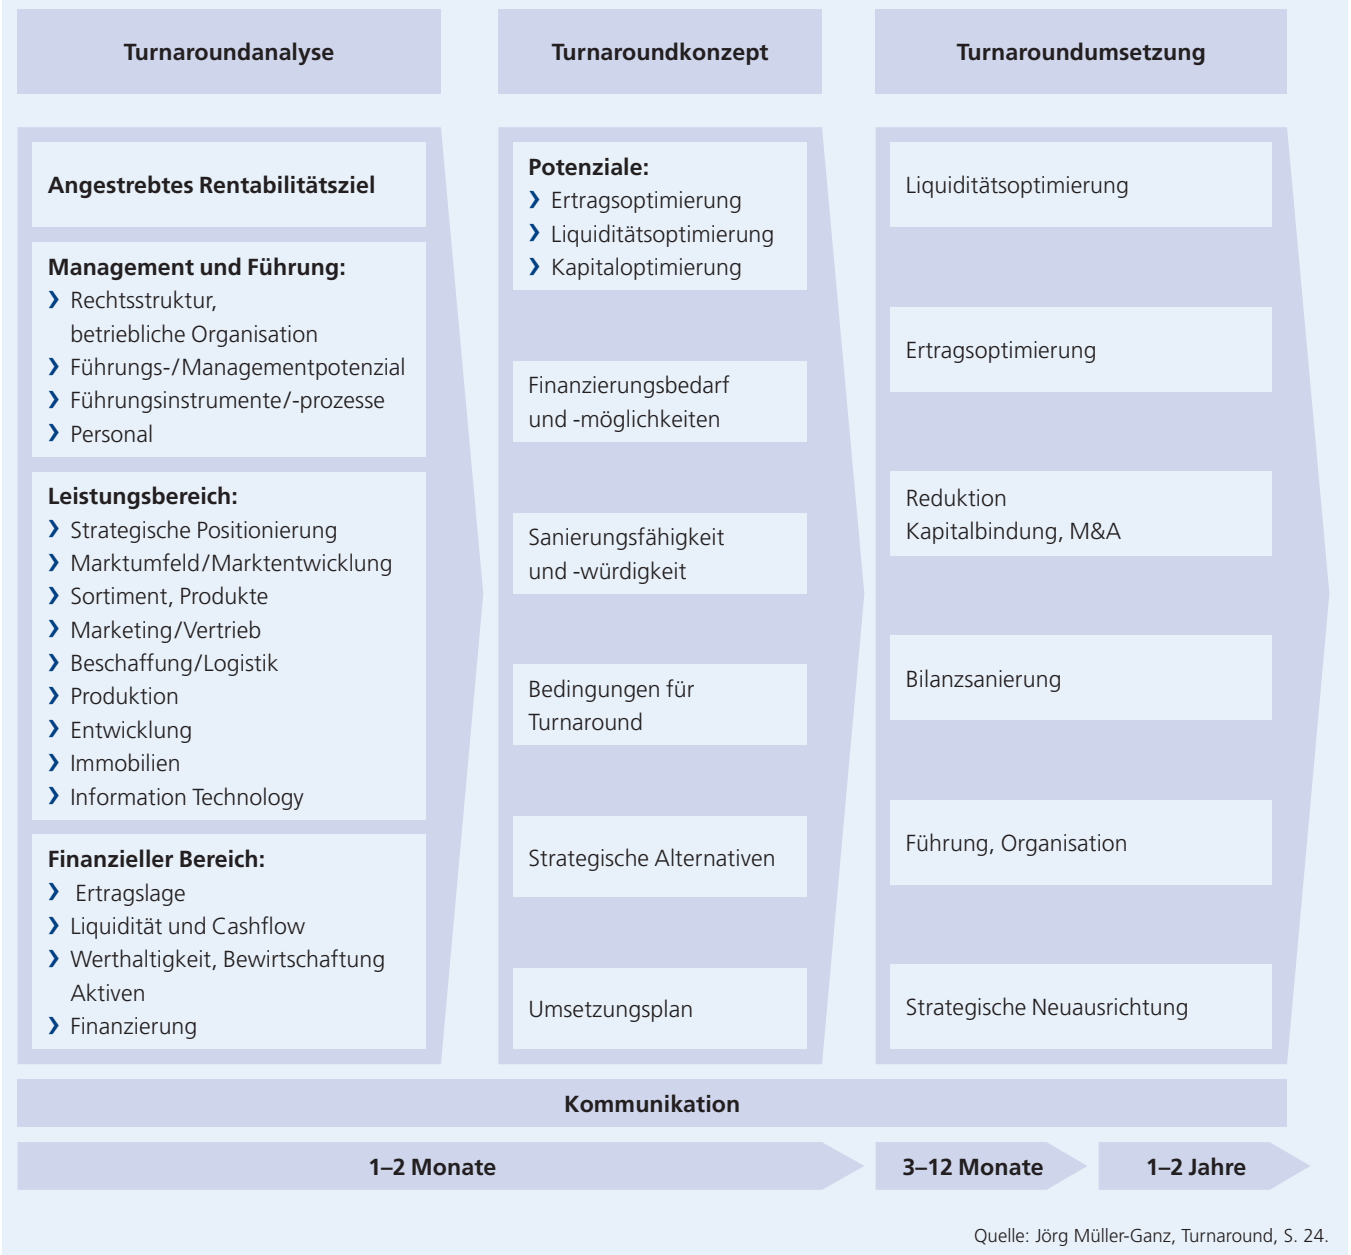 Turnaroundanalyse
Turnaroundkonzept
Turnaroundumsetzung
Angestrebtes Rentabilitätsziel
Management und Führung:
❯ Rechtsstruktur,
betriebliche Organisation
❯ Führungs-/Managementpotenzial
❯ Führungsinstrumente/-prozesse
❯ Personal
Leistungsbereich:
❯ Strategische Positionierung
❯ Marktumfeld/Marktentwicklung
❯ Sortiment, Produkte
❯ Marketing/Vertrieb
❯ Beschaffung/Logistik
❯ Produktion
❯ Entwicklung
❯ Immobilien
❯ Information Technology
Finanzieller Bereich:
❯ Ertragslage
❯ Liquidität und Cashflow
❯ Werthaltigkeit, Bewirtschaftung
Aktiven
❯ Finanzierung
Potenziale:
❯ Ertragsoptimierung
❯ Liquiditätsoptimierung
❯ Kapitaloptimierung
Finanzierungsbedarf
und -möglichkeiten
Sanierungsfähigkeit
und -würdigkeit
Bedingungen für
Turnaround
Strategische Alternativen
Umsetzungsplan
Liquiditätsoptimierung
Ertragsoptimierung
Reduktion
Kapitalbindung, M&A
Bilanzsanierung
Führung, Organisation
Strategische Neuausrichtung
Kommunikation
1–2 Monate
3–12 Monate
1–2 Jahre
Quelle: Jörg Müller-Ganz, Turnaround, S. 24.